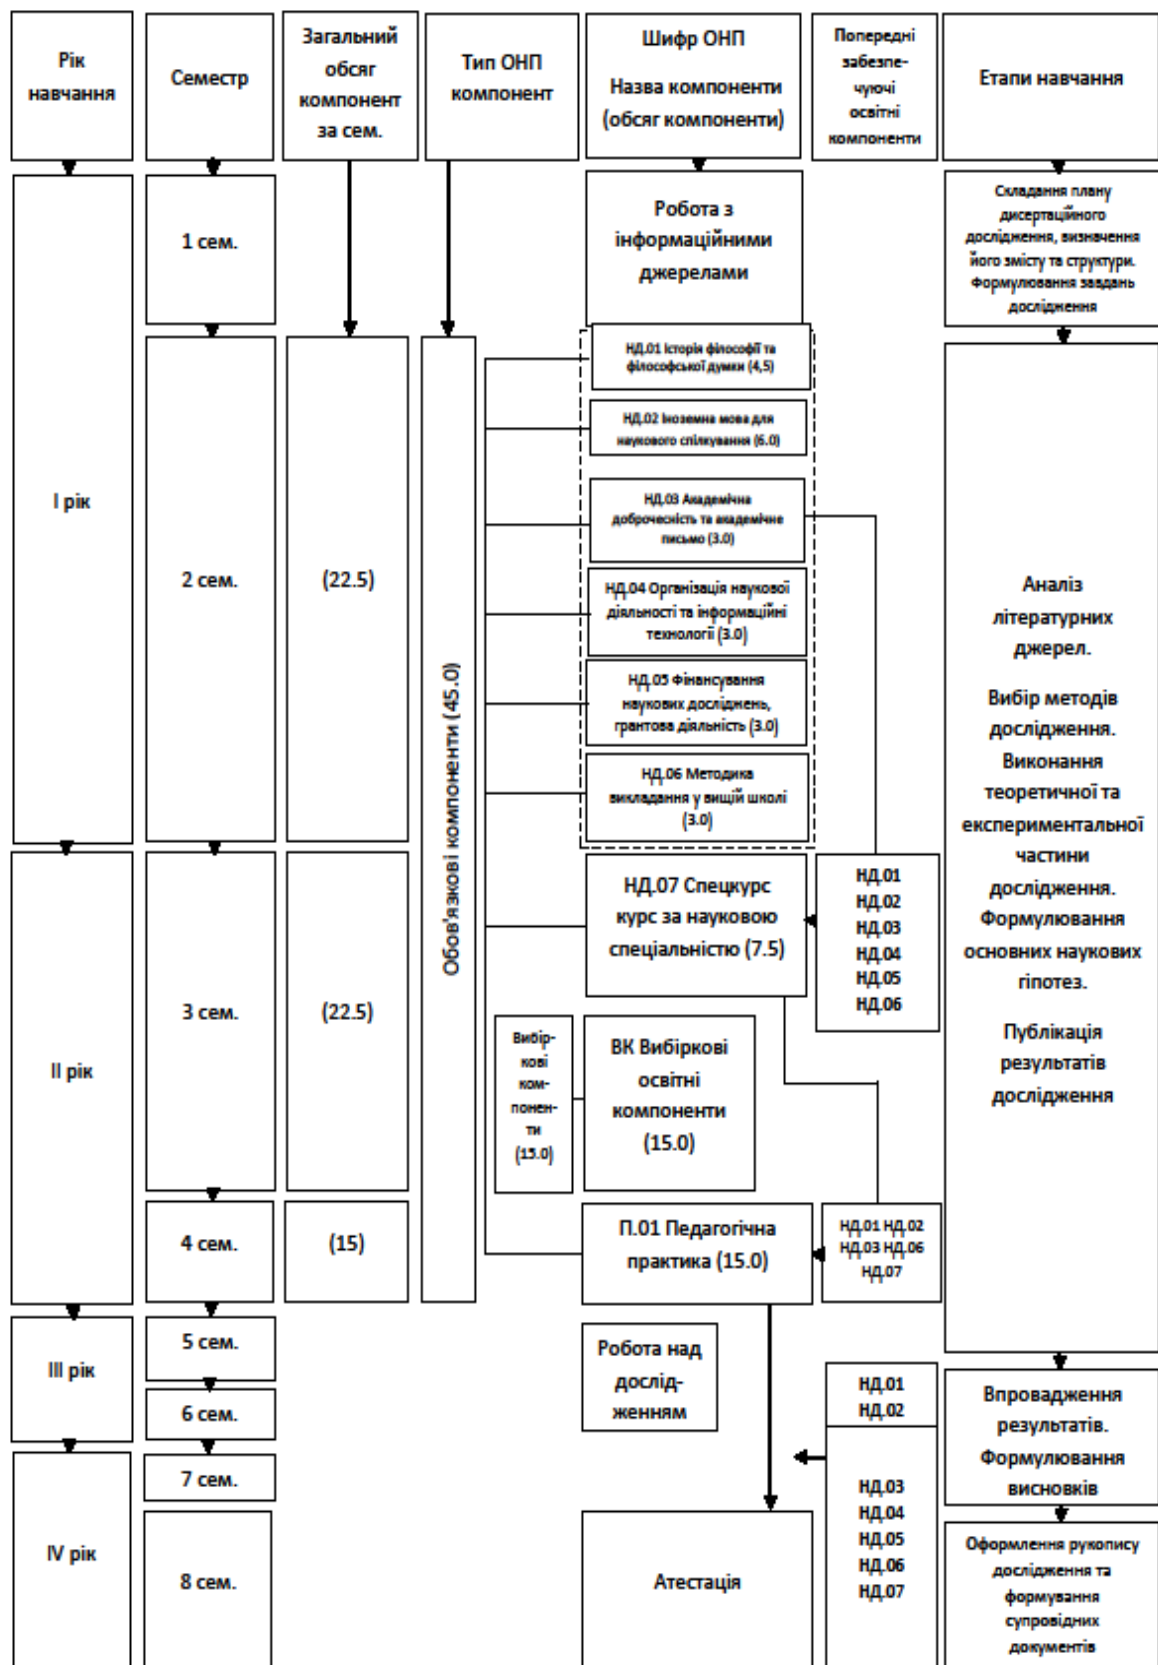 Рік
навчання
Семестр
Загальний
обсяг
компонент
за сем.
Тип ОНП
компонент
Шифр ОНП
Назва компоненти
(обсяг компоненти)
Попередні
забезпе-
чуючі
освітні
компоненти
Етапи навчання
І рік
1 сем.
Робота з
інформаційними
джерелами
Складання плану
дисертаційного
дослідження, визначення
його змісту та структури.
Формулювання завдань
дослідження
2 сем.
(22.5)
Обов'язкові компоненти (45.0)
НД.01 Історія філософії та
філософської думки (4,5)
НД.02 Іноземна мова для
наукового спілкування (6.0)
НД.03 Академічна
доброчесність та академічне
письмо (3.0)
НД.04 Організація наукової
діяльності та інформаційні
технології (3.0)
НД.05 Фінансування
наукових досліджень,
грантова діяльність (3.0)
НД.06 Методика
викладання у вищій школі
(3.0)
Аналіз
літературних
джерел.
Вибір методів
дослідження.
Виконання
теоретичної та
експериментальної
частини
дослідження.
Формулювання
основних наукових
гіпотез.
Публікація
результатів
дослідження
ІІ рік
3 сем.
(22.5)
НД.07 Спецкурс
курс за науковою
спеціальністю (7.5)
НД.01
НД.02
НД.03
НД.04
НД.05
НД.06
Вибір-
кові
ком-
понен-
ти
(15.0)
ВК Вибіркові
освітні
компоненти
(15.0)
4 сем.
(15)
П.01 Педагогічна
практика (15.0)
НД.01 НД.02
НД.03 НД.06
НД.07
ІІІ рік
5 сем.
6 сем.
Робота над
дослід-
женням
НД.01
НД.02
НД.03
НД.04
НД.05
НД.06
НД.07
Впровадження
результатів.
Формулювання
висновків
IV рік
7 сем.
8 сем.
Атестація
Оформлення рукопису
дослідження та
формування
супровідних
документів